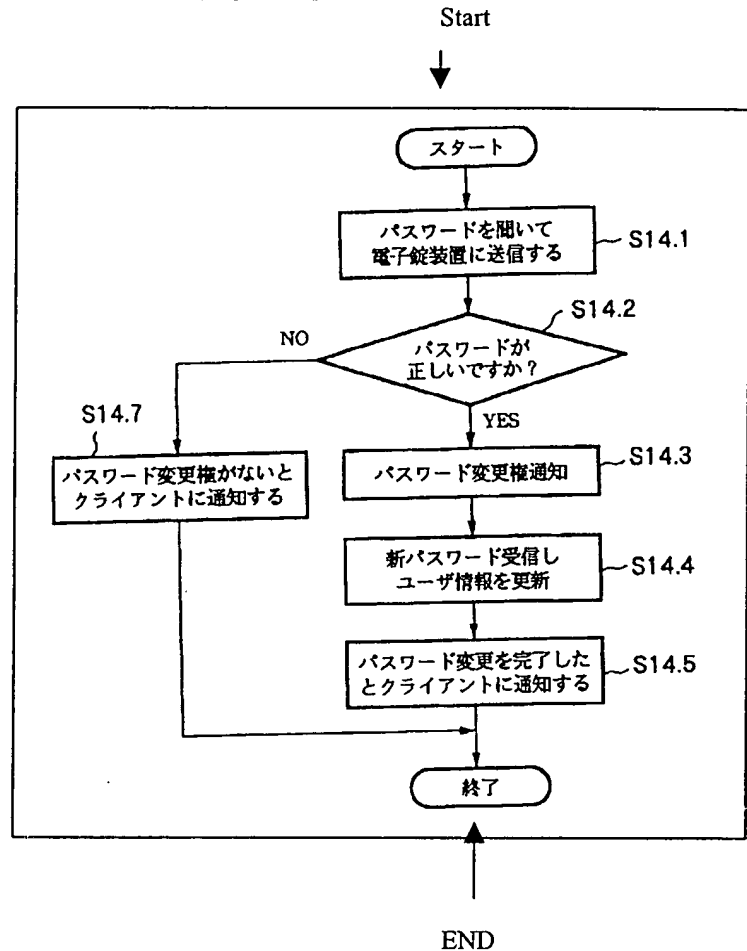 Start
スタート
パスワードを聞いて
電子錠装置に送信する
S14.1
S14.2
パスワードが
正しいですか？
NO
YES
S14.7
パスワード変更権がないと
クライアントに通知する
パスワード変更権通知
S14.3
新パスワード受信し
ユーザ情報を更新
S14.4
パスワード変更を完了した
とクライアントに通知する
S14.5
終了
END